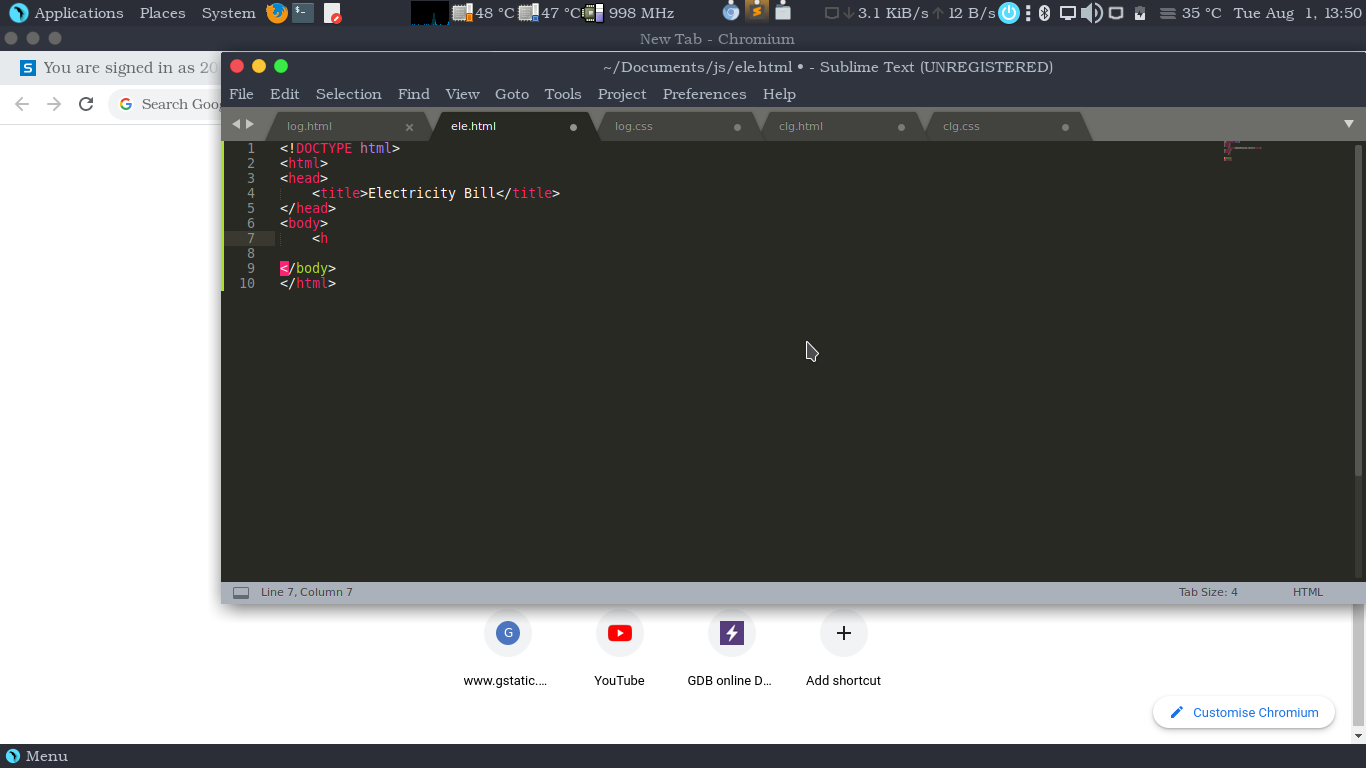 Applications Places System 48 °C 47 °C 998 MHz 3.1 KiB/s 12 B/s 35 °C Tue Aug 1, 13:50
New Tab - Chromium
You are signed in as 20
~/Documents/js/ele.html • - Sublime Text (UNREGISTERED)
File Edit Selection Find View Goto Tools Project Preferences Help
Search Goo
log.html × ele.html log.css clg.html clg.css
1 <!DOCTYPE html>
2 <html>
3 <head>
4 <title>Electricity Bill</title>
5 </head>
6 <body>
7 <h
8
9 </body>
10 </html>
Line 7, Column 7 Tab Size: 4 HTML
G
www.gstatic.... YouTube GDB online D... Add shortcut
Customise Chromium
Menu